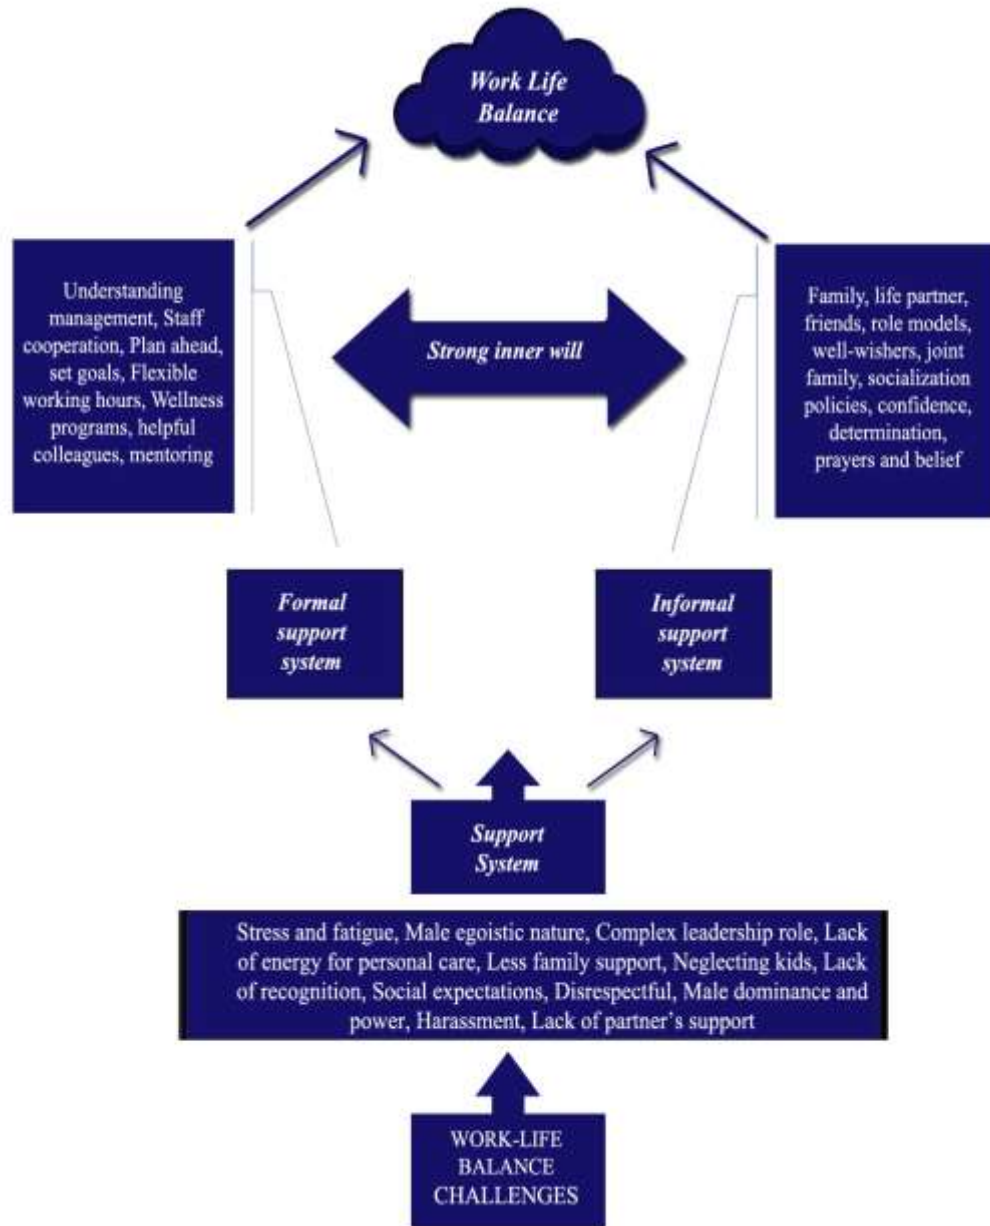 Work Life
Balance
Understanding
management, Staff
cooperation, Plan ahead,
set goals, Flexible
working hours, Wellness
programs, helpful
colleagues, mentoring
Strong inner will
Family, life partner,
friends, role models,
well-wishers, joint
family, socialization
policies, confidence,
determination,
prayers and belief
Formal
support
system
Informal
support
system
Support
System
Stress and fatigue, Male egoistic nature, Complex leadership role, Lack
of energy for personal care, Less family support, Neglecting kids, Lack
of recognition, Social expectations, Disrespectful, Male dominance and
power, Harassment, Lack of partner’s support
WORK-LIFE
BALANCE
CHALLENGES